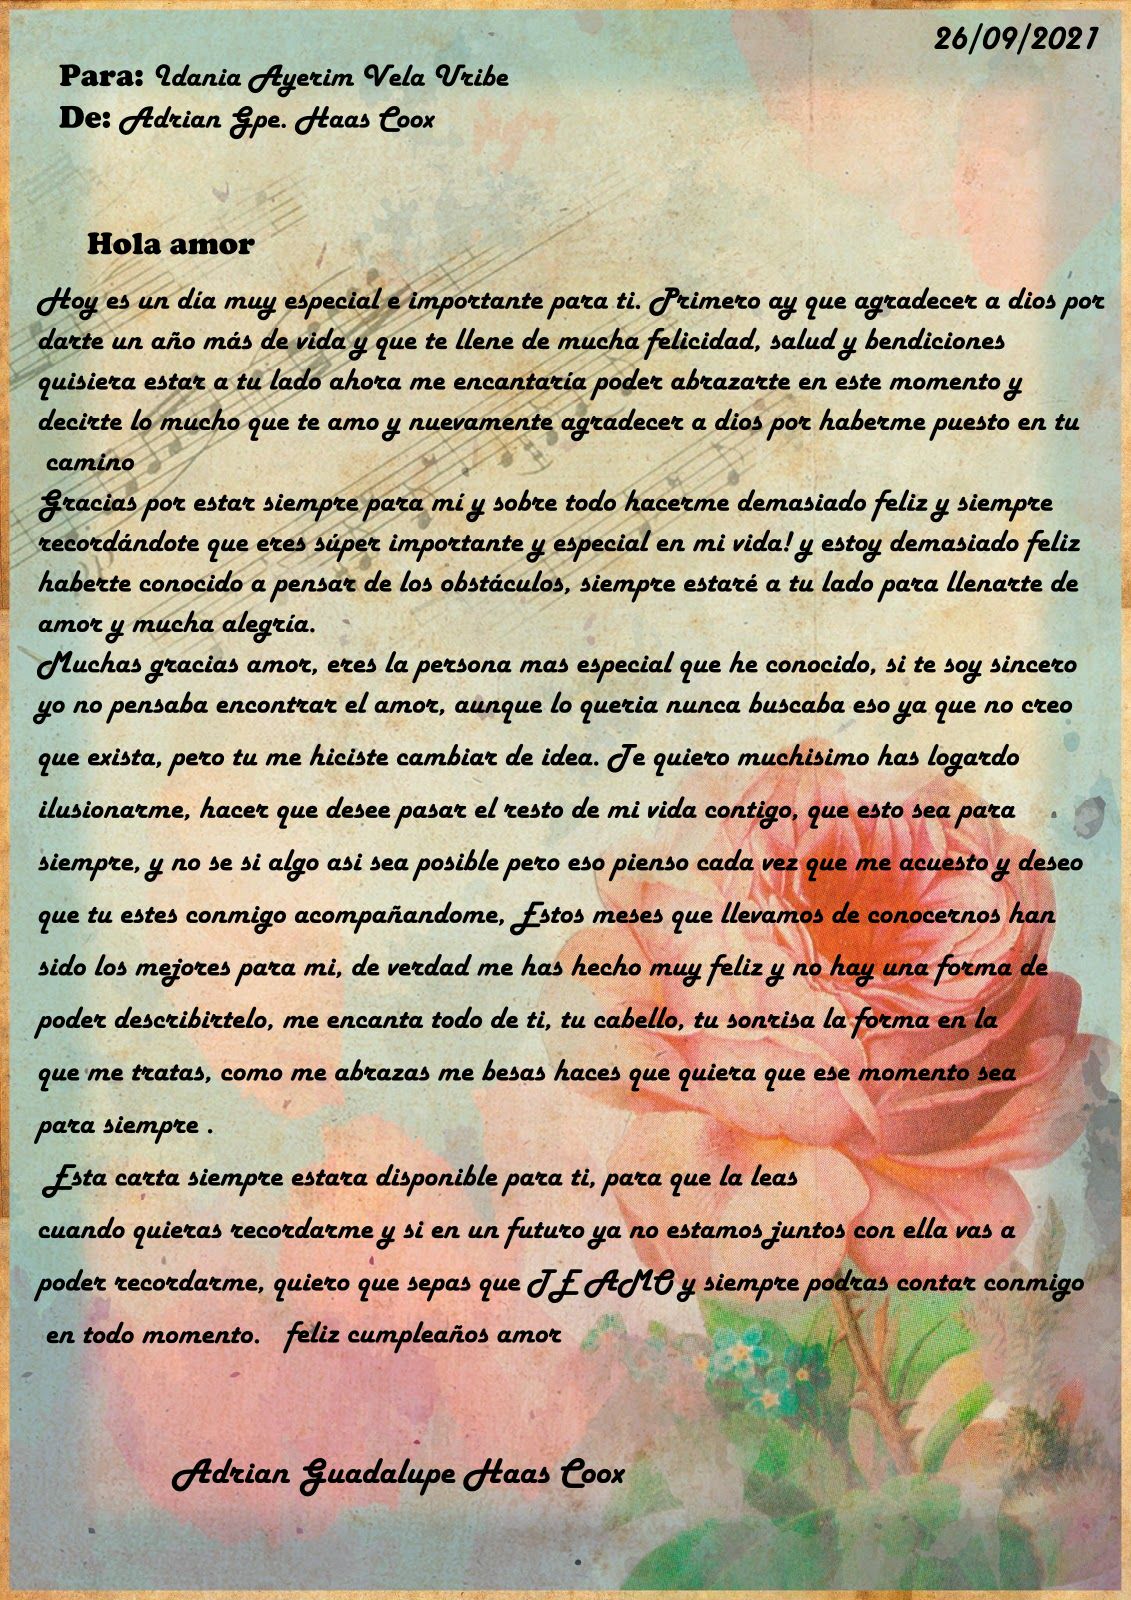 26/09/2021
Para: Idania Ayerim Vela Uribe
De: Adrian Gpe. Haas Coox
Hola amor
Hoy es un día muy especial e importante para ti. Primero ay que agradecer a dios por
darte un año más de vida y que te llene de mucha felicidad, salud y bendiciones
quisiera estar a tu lado ahora me encantaría poder abrazarte en este momento y
decirte lo mucho que te amo y nuevamente agradecer a dios por haberme puesto en tu
camino
Gracias por estar siempre para mí y sobre todo hacerme demasiado feliz y siempre
recordándote que eres súper importante y especial en mi vida! y estoy demasiado feliz
haberte conocido a pensar de los obstáculos, siempre estaré a tu lado para llenarte de
amor y mucha alegría.
Muchas gracias amor, eres la persona mas especial que he conocido, si te soy sincero
yo no pensaba encontrar el amor, aunque lo queria nunca buscaba eso ya que no creo
que exista, pero tu me hiciste cambiar de idea. Te quiero muchisimo has logardo
ilusionarme, hacer que desee pasar el resto de mi vida contigo, que esto sea para .
siempre, y no se si algo asi sea posible pero eso pienso cada vez que me acuesto y deseo
que tu estes conmigo acompañandome, Estos meses que llevamos de conocernos han
sido los mejores para mi, de verdad me has hecho muy feliz y no hay una forma de
poder describirtelo, me encanta todo de ti, tu cabello, tu sonrisa la forma en la
que me tratas, como me abrazas me besas haces que quiera que ese momento sea
para siempre .
Esta carta siempre estara disponible para ti, para que la leas
cuando quieras recordarme y si en un futuro ya no estamos juntos con ella vas a
poder recordarme, quiero que sepas que TE AMO y siempre podras contar conmigo
en todo momento. feliz cumpleaños amor
Adrian Guadalupe Haas Coox